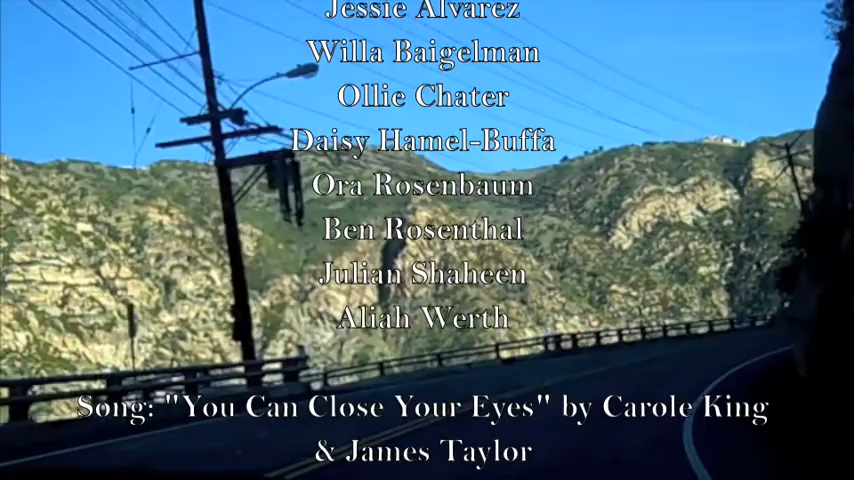 Jessie Alvarez
Willa Baigelman
Ollie Chater
Daisy Hamel-Buffa
Ora Rosenbaum
Ben Rosenthal
Julian Shaheen
Aliah Werth
Song: "You Can Close Your Eyes" by Carole King
& James Taylor